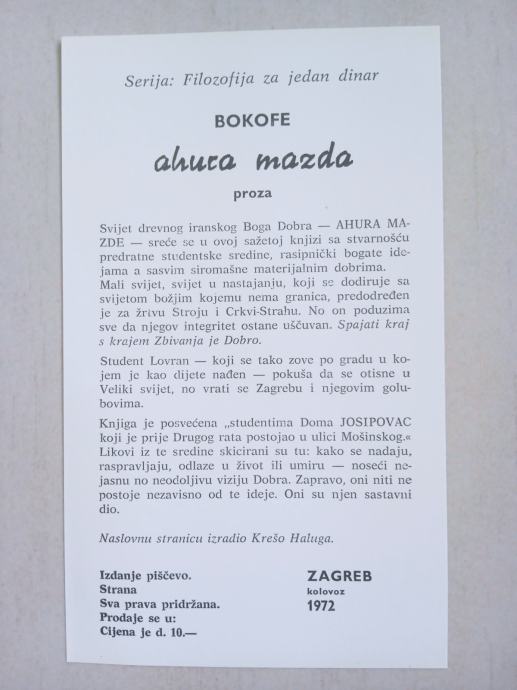 Serija: Filozofija za jedan dinar
BOKOFE
ahura mazda
proza
Svijet drevnog iranskog Boga Dobra — AHURA MA-
ZDE — sreće se u ovoj sažetoj knjizi sa stvarnošću
predratne studentske sredine, rasipnički bogate ide-
jama a sasvim siromašne materijalnim dobrima.
Mali svijet, svijet u nastajanju, koji se dodiruje sa
svijetom božjim kojemu nema granica, predodređen
je za žrtvu Stroju i Crkvi-Strahu. No on poduzima
sve da njegov integritet ostane uščuvan. Spajati kraj
s krajem Zbivanja je Dobro.
Student Lovran — koji se tako zove po gradu u ko-
jem je kao dijete nađen — pokuša da se otisne u
Veliki svijet, no vrati se Zagrebu i njegovim golu-
bovima.
Knjiga je posvećena „studentima Doma JOSIPOVAC
koji je prije Drugog rata postojao u ulici Mošinskog.«
Likovi iz te sredine skicirani su tu: kako se nadaju,
raspravljaju, odlaze u život ili umiru — noseći ne-
jasnu no neodoljivu viziju Dobra. Zapravo, oni niti ne
postoje nezavisno od te ideje. Oni su njen sastavni
dio.
Naslovnu stranicu izradio Krešo Haluga.
Izdanje piščevo.
Strana
Sva prava pridržana.
Prodaje se u:
Cijena je d. 10.—
ZAGREB
kolovoz
1972